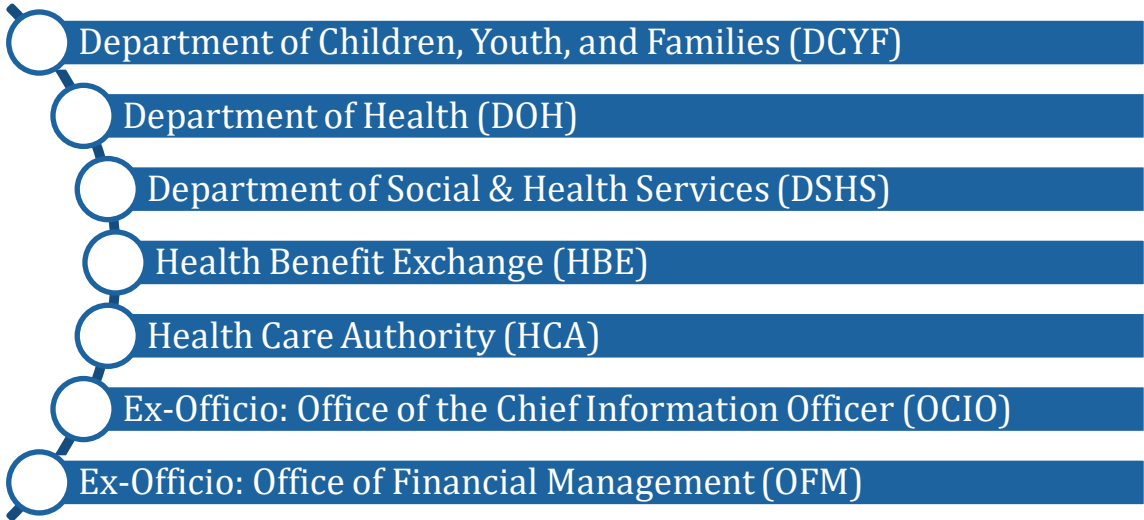 Department of Children, Youth, and Families (DCYF)
Department of Health (DOH)
Department of Social & Health Services (DSHS)
Health Benefit Exchange (HBE)
Health Care Authority (HCA)
Ex-Officio: Office of the Chief Information Officer (OCIO)
Ex-Officio: Office of Financial Management (OFM)